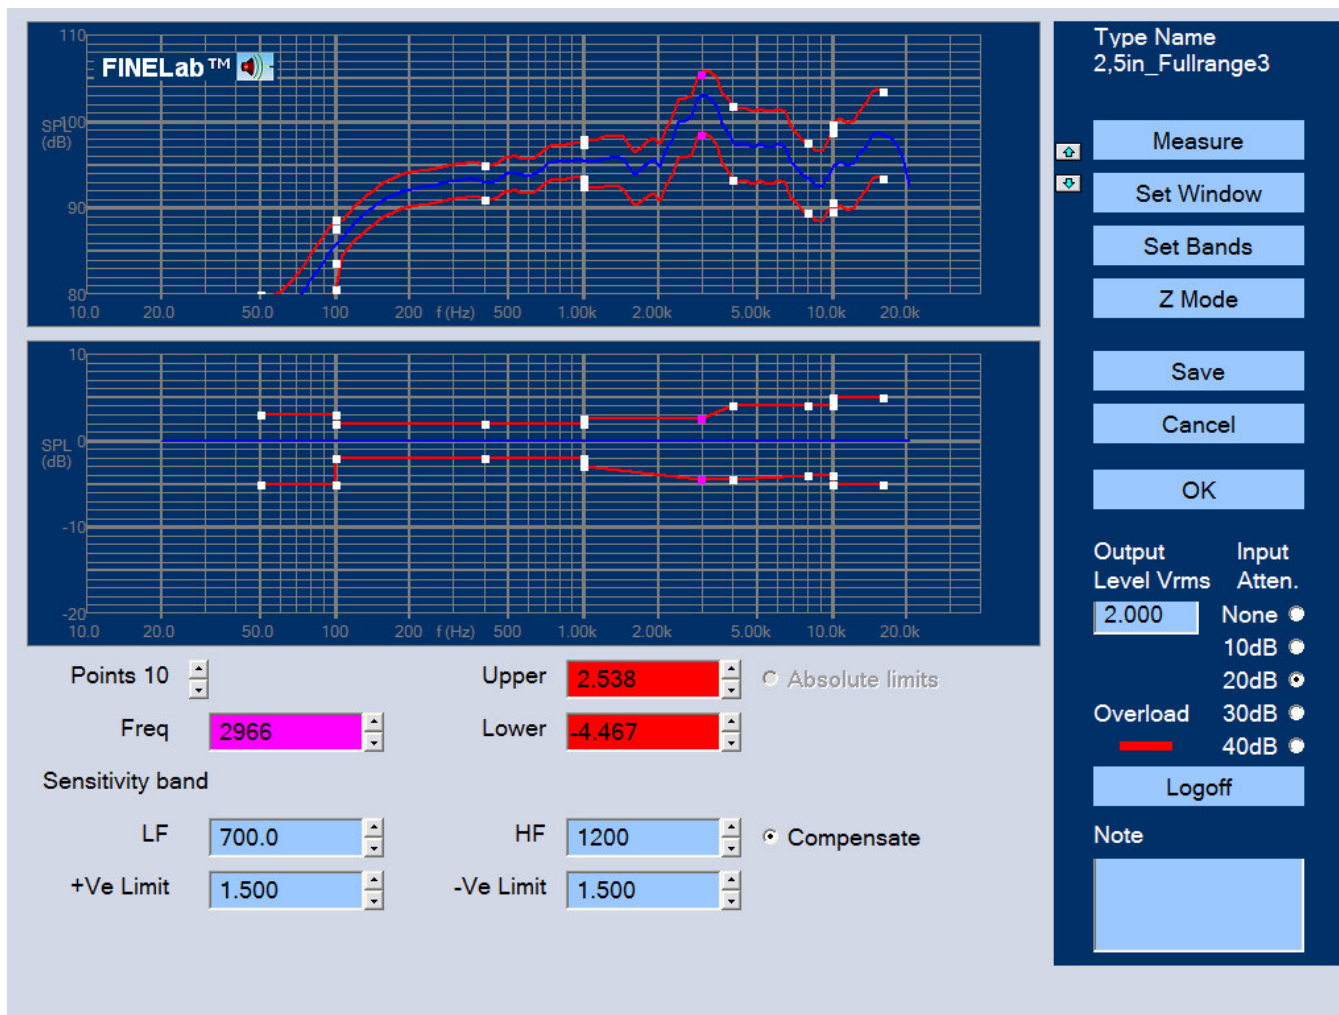 110
FINELab™
SPL100
(dB)
90
80
10.0 20.0 50.0 100 200 f (Hz) 500 1.00k 2.00k 5.00k 10.0k 20.0k
10
SPL 0
(dB)
-10
-20
10.0 20.0 50.0 100 200 f (Hz) 500 1.00k 2.00k 5.00k 10.0k 20.0k
Points 10
Upper 2.538
Absolute limits
Freq 2966
Lower -4.467
Sensitivity band
LF 700.0
HF 1200
Compensate
+Ve Limit 1.500
-Ve Limit 1.500
Type Name
2,5in_Fullrange3
Measure
Set Window
Set Bands
Z Mode
Save
Cancel
OK
Output Input
Level Vrms Atten.
2.000 None
10dB
20dB
Overload 30dB
40dB
Logoff
Note